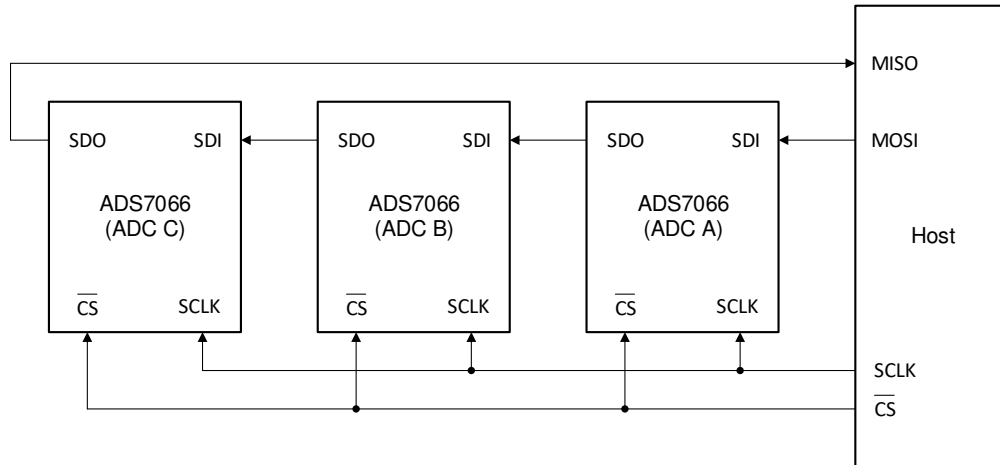 MISO
SDO SDI SDO SDI SDO SDI MOSI
ADS7066 ADS7066 ADS7066
(ADC C) (ADC B) (ADC A) Host
CS SCLK CS SCLK CS SCLK
SCLK
CS